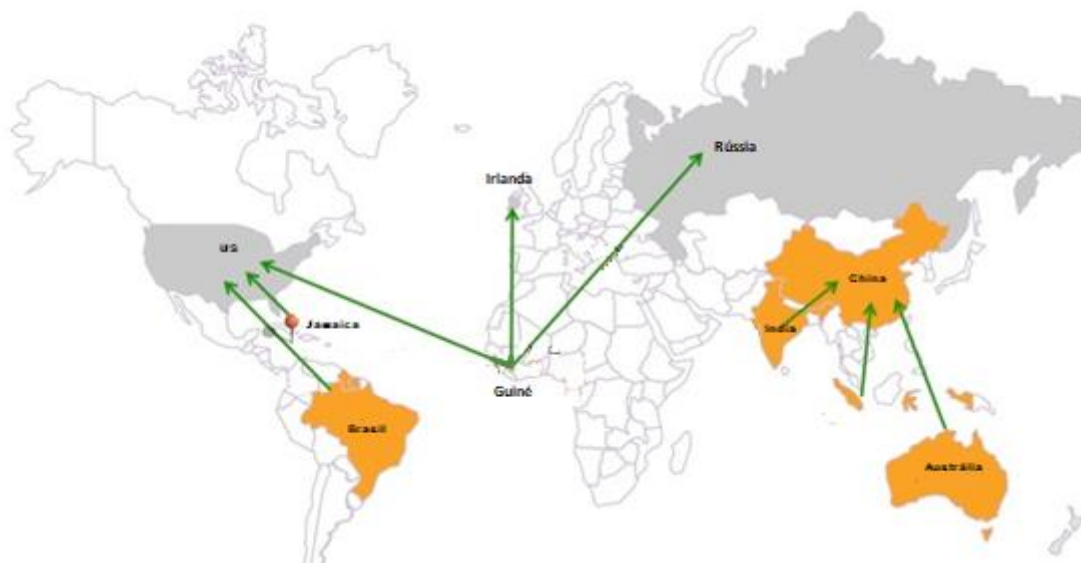 Rússia
Irlanda
US
China
Jamaica
India
Guiné
Brasil
Austrália